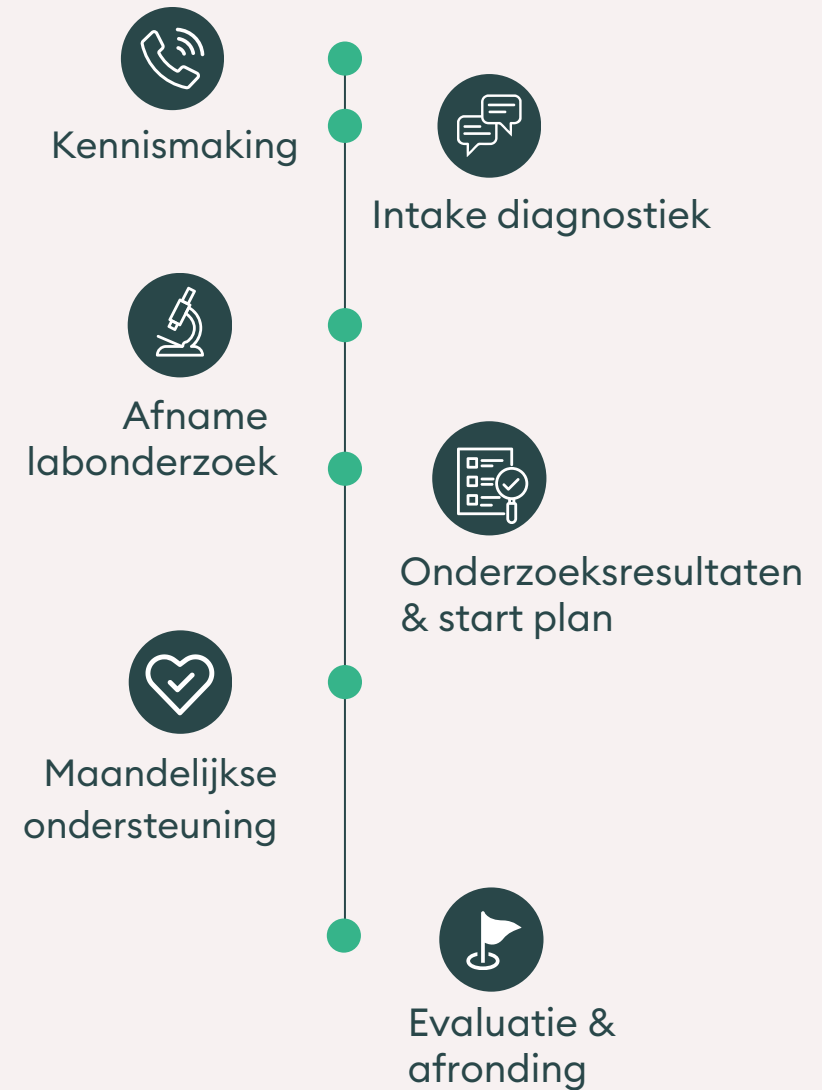 Kennismaking
Intake diagnostiek
Afname
labonderzoek
Onderzoeksresultaten
& start plan
Maandelijkse
ondersteuning
Evaluatie &
afronding